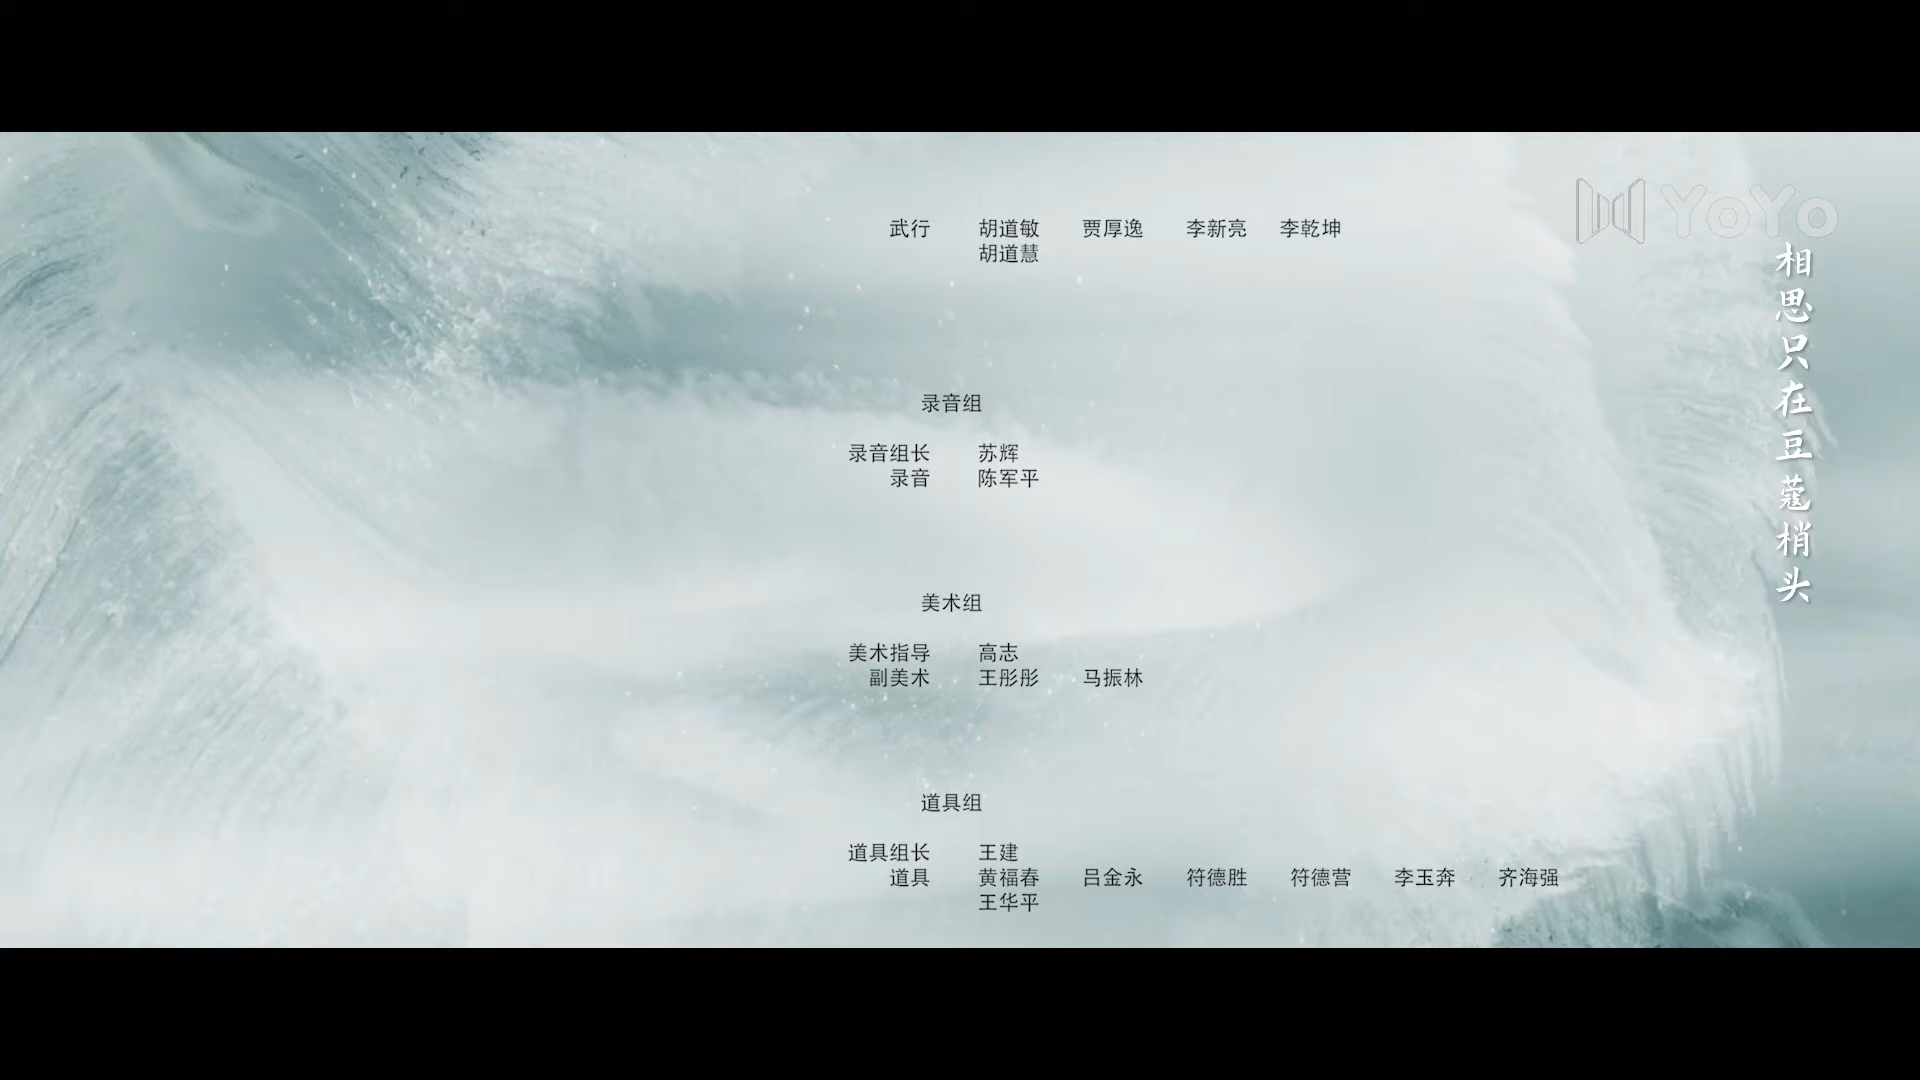 武行 胡道敏 贾厚逸 李新亮 李乾坤
胡道慧
录音组
录音组长 苏辉
录音 陈军平
美术组
美术指导 高志
副美术 王彤彤 马振林
道具组
道具组长 王建
道具 黄福春 吕金永 符德胜 符德营 李玉奔 齐海强
王华平
YoYo
相思只在豆蔻梢头